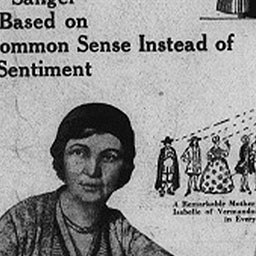 Sanger
Based on
ommon Sense Instead of
Sentiment
A Remarkable Mother
Isabelle of Vermando
in Every